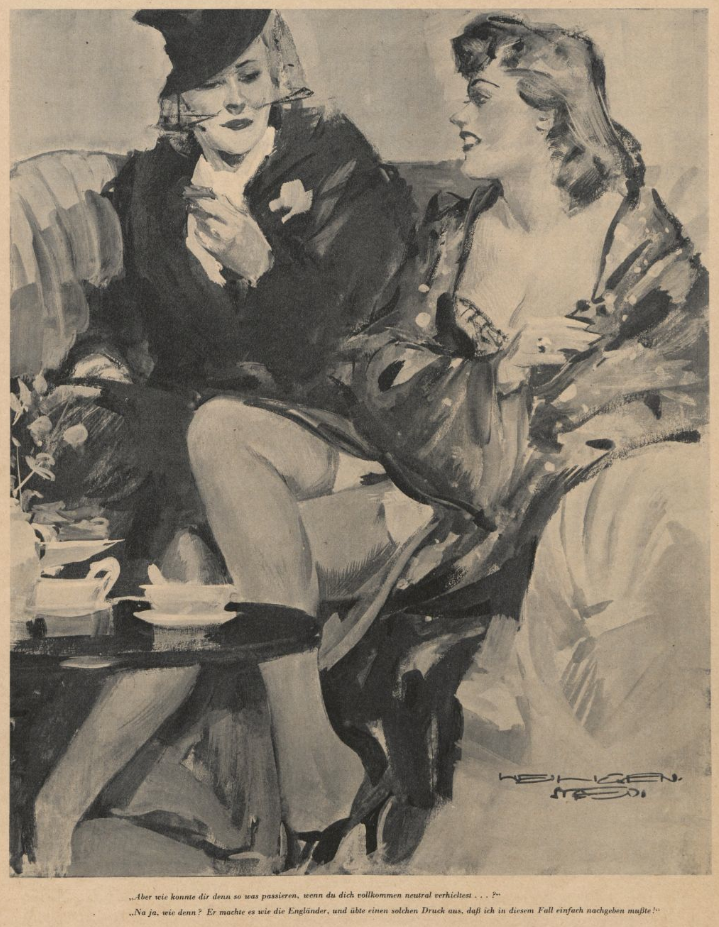 HEILIGEN-
STAEDT
„Aber wie konnte dir denn so was passieren, wenn du dich vollkommen neutral verhieltest . . . ?“
„Na ja, wie denn? Er machte es wie die Engländer, und übte einen solchen Druck aus, daß ich in diesem Fall einfach nachgeben mußte!“